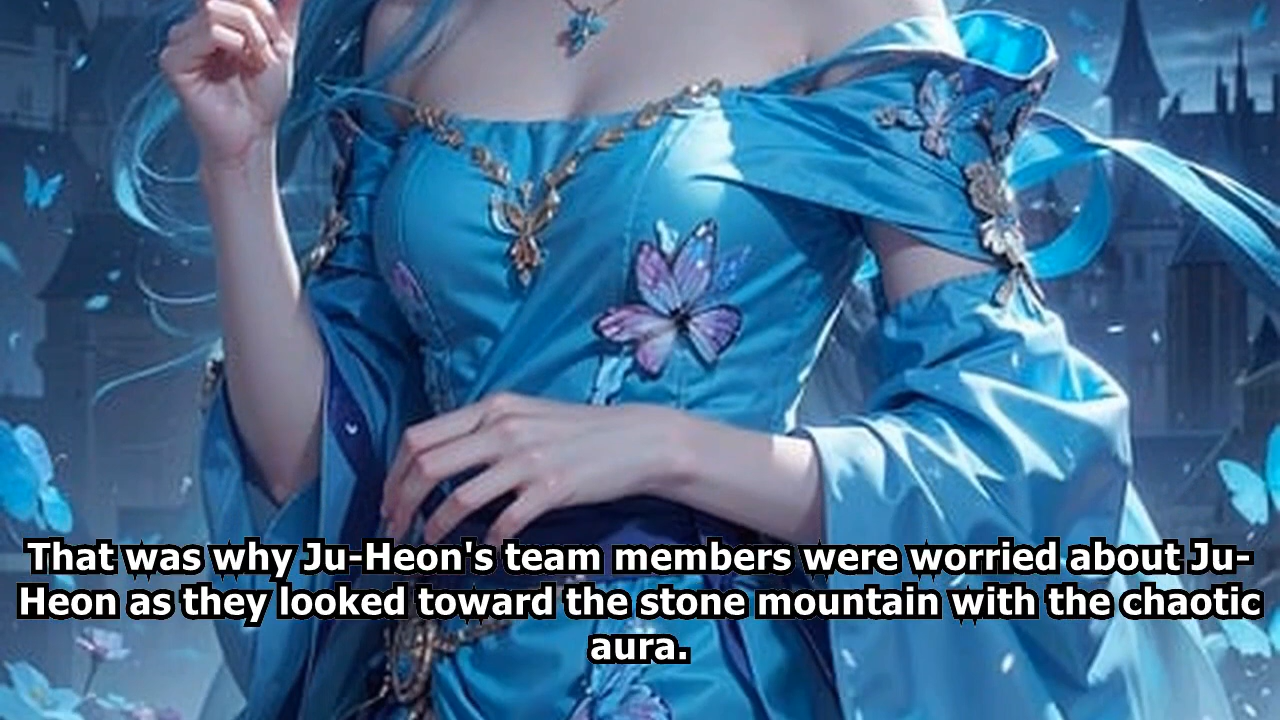 That was why Ju-Heon's team members were worried about Ju-
Heon as they looked toward the stone mountain with the chaotic
aura.